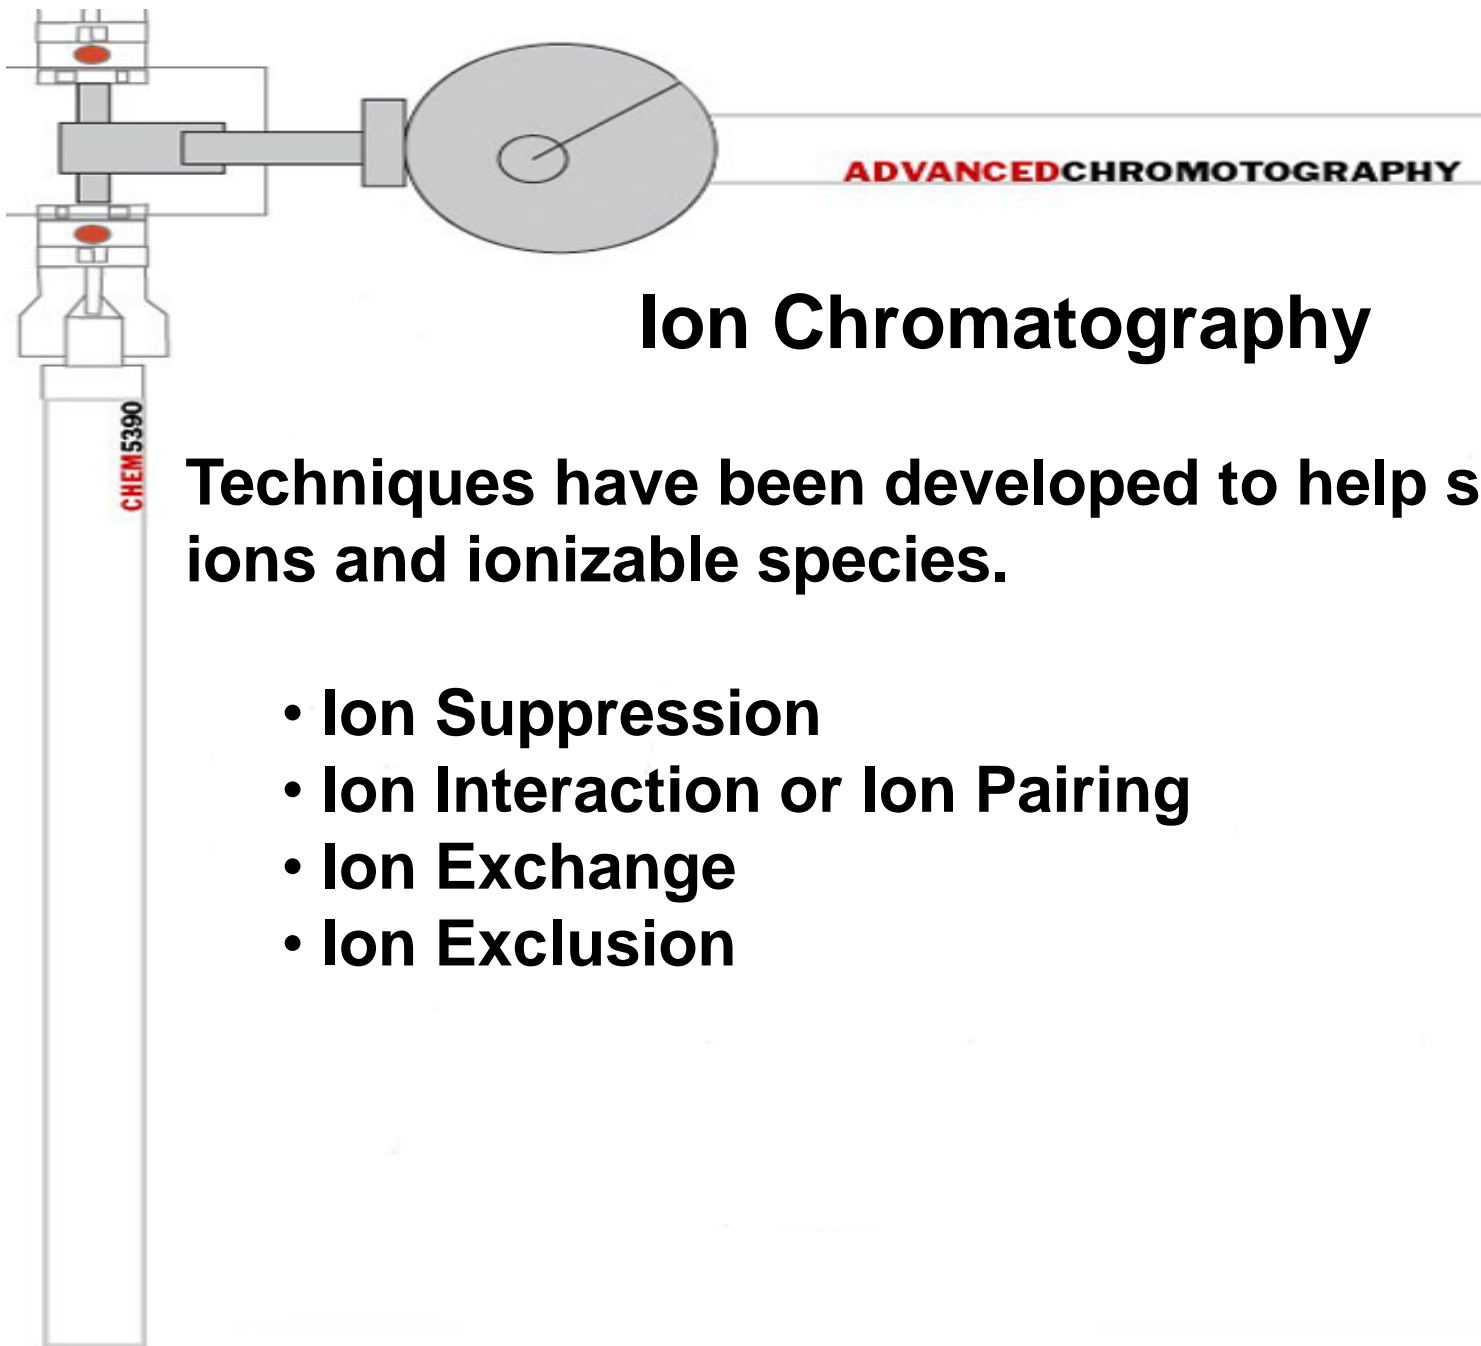 ADVANCEDCHROMOTOGRAPHY
Ion Chromatography
CHEM5390
Techniques have been developed to help s
ions and ionizable species.
• Ion Suppression
• Ion Interaction or Ion Pairing
• Ion Exchange
• Ion Exclusion